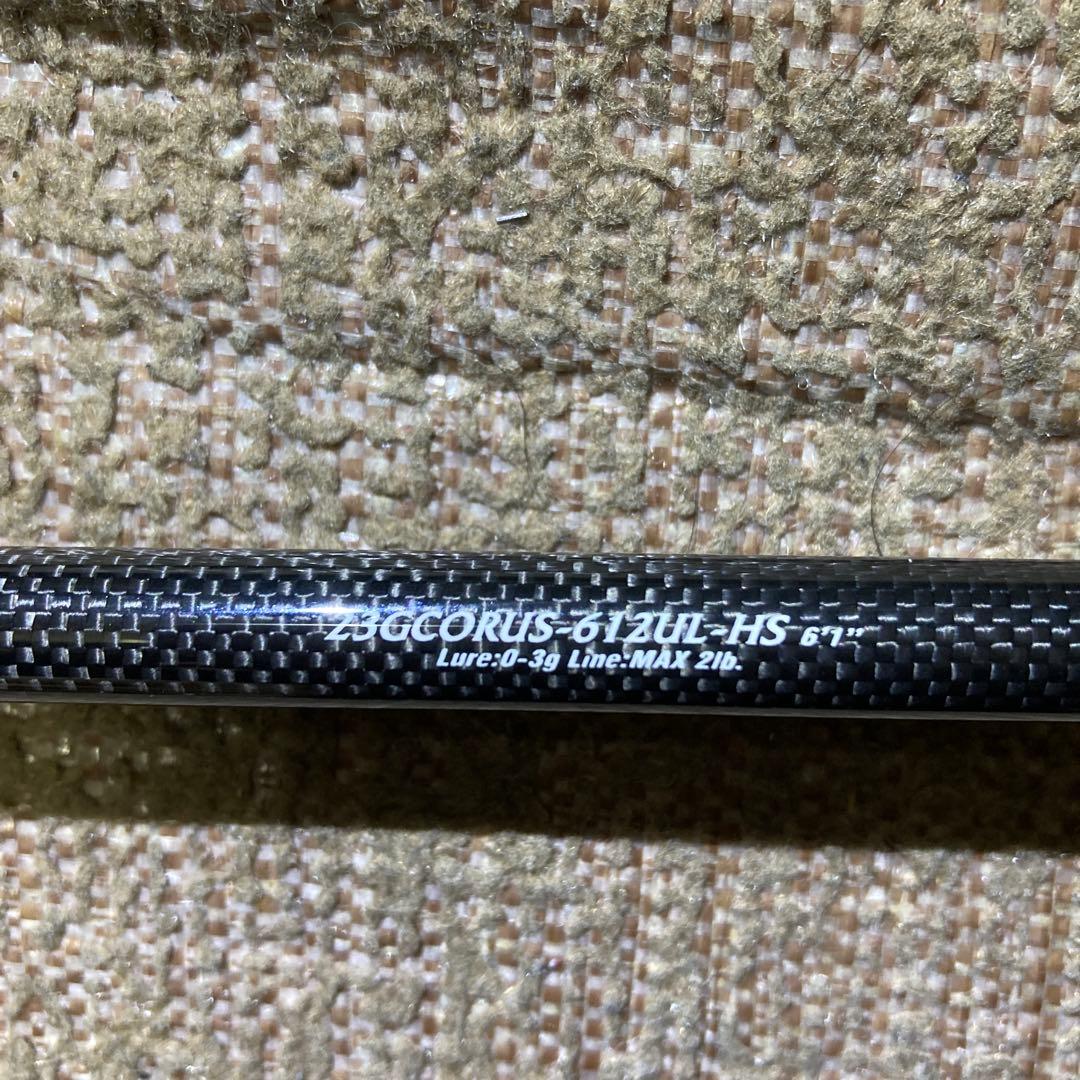 23GCORUS-612UL-HS 6'1"
Lure:0-3g Line:MAX 2lb.